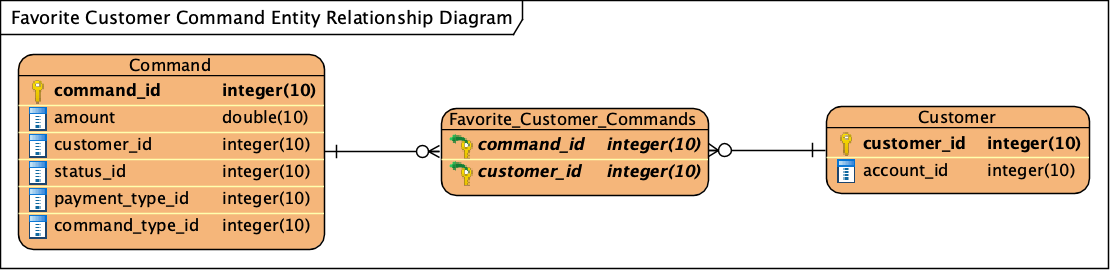 Favorite Customer Command Entity Relationship Diagram
Command
command_id integer(10)
amount double(10)
customer_id integer(10)
status_id integer(10)
payment_type_id integer(10)
command_type_id integer(10)
Favorite_Customer_Commands
command_id integer(10)
customer_id integer(10)
Customer
customer_id integer(10)
account_id integer(10)